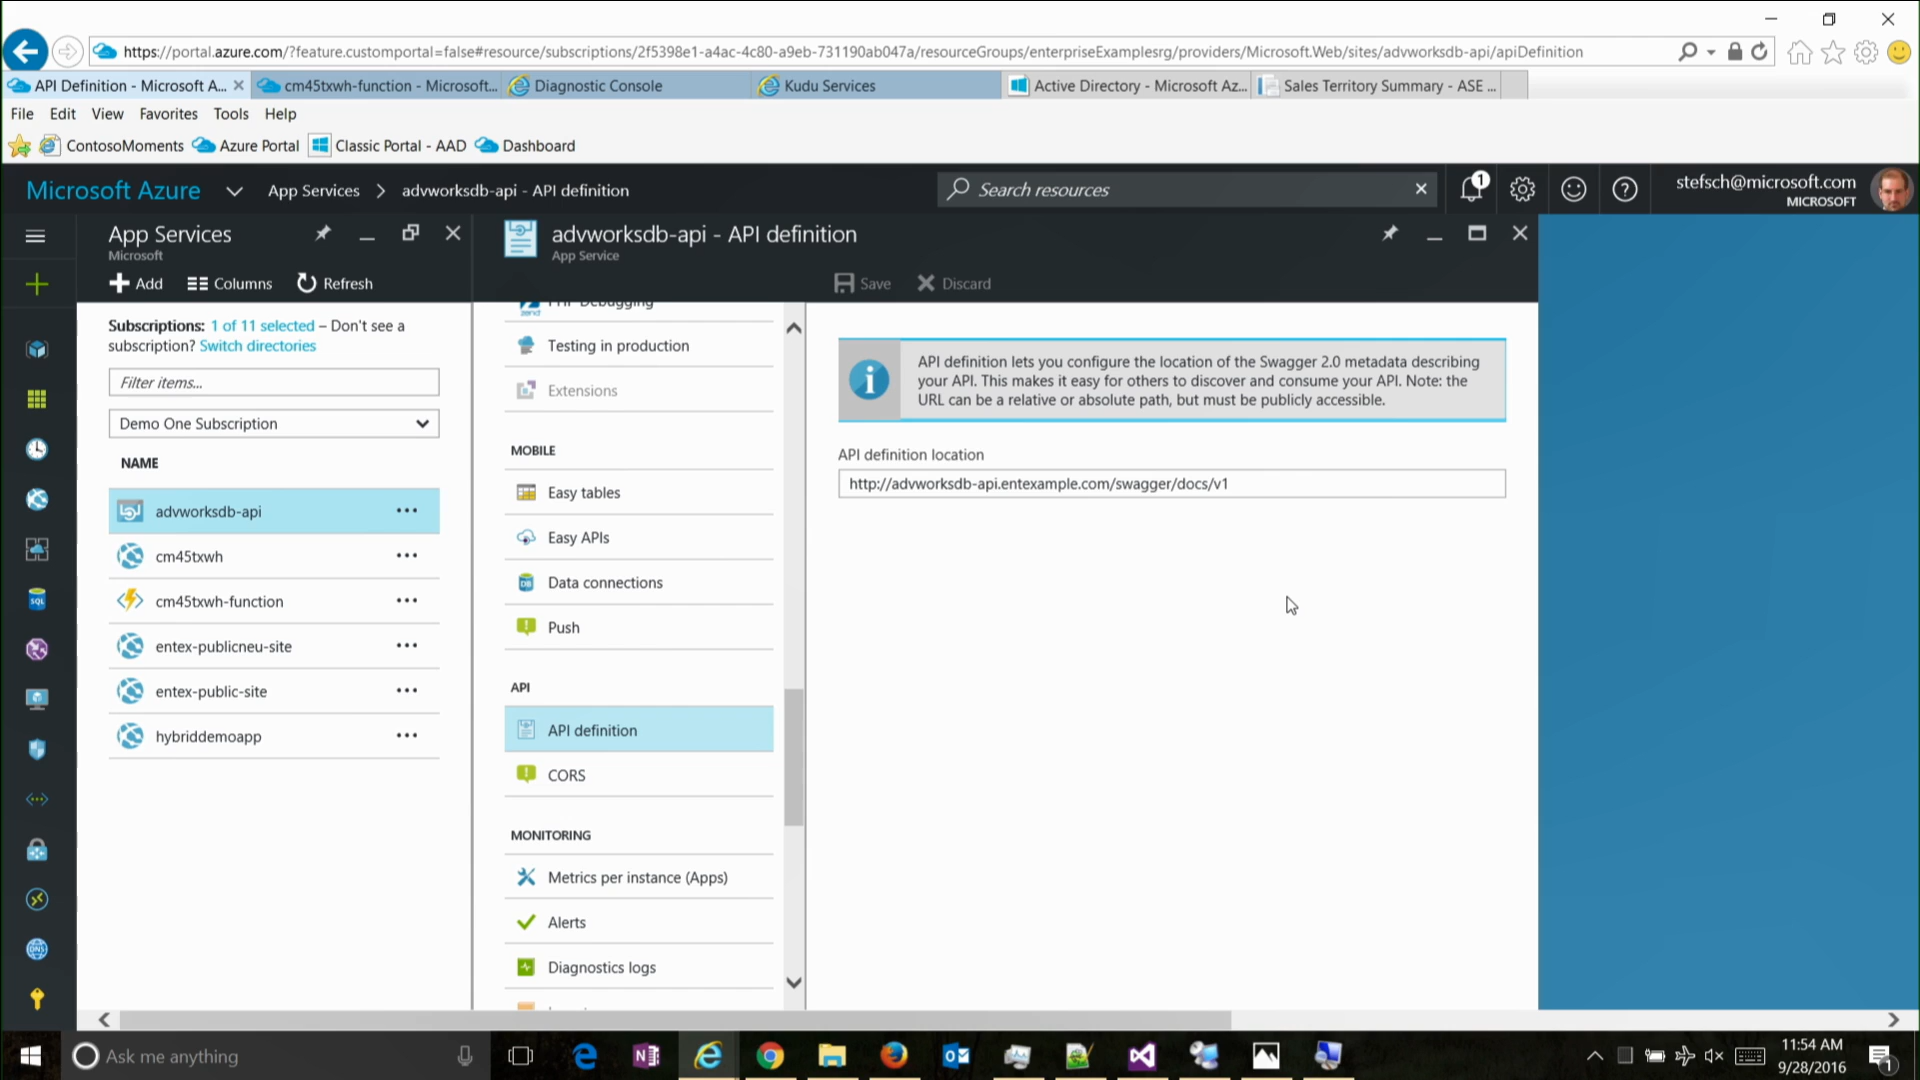 https://portal.azure.com/?feature.customportal=false#resource/subscriptions/2f5398e1-a4ac-4c80-a9eb-731190ab047a/resourceGroups/enterpriseExamplesrg/providers/Microsoft.Web/sites/advworksdb-api/apiDefinition
API Definition - Microsoft A...
cm45txwh-function - Microsoft...
Diagnostic Console
Kudu Services
Active Directory - Microsoft Az...
Sales Territory Summary - ASE ...
File Edit View Favorites Tools Help
ContosoMoments Azure Portal Classic Portal - AAD Dashboard
Microsoft Azure App Services > advworksdb-api - API definition
Search resources
1
stefsch@microsoft.com
MICROSOFT
App Services
Microsoft
Add Columns Refresh
Subscriptions: 1 of 11 selected – Don't see a
subscription? Switch directories
Filter items...
Demo One Subscription
NAME
advworksdb-api
cm45txwh
cm45txwh-function
entex-publicneu-site
entex-public-site
hybriddemoapp
advworksdb-api - API definition
App Service
Save Discard
zend
PHP Debugging
Testing in production
Extensions
MOBILE
Easy tables
Easy APIs
Data connections
Push
API
API definition
CORS
MONITORING
Metrics per instance (Apps)
Alerts
Diagnostics logs
API definition lets you configure the location of the Swagger 2.0 metadata describing
your API. This makes it easy for others to discover and consume your API. Note: the
URL can be a relative or absolute path, but must be publicly accessible.
API definition location
http://advworksdb-api.entexample.com/swagger/docs/v1
SQL
DNS
Ask me anything
11:54 AM
9/28/2016
1